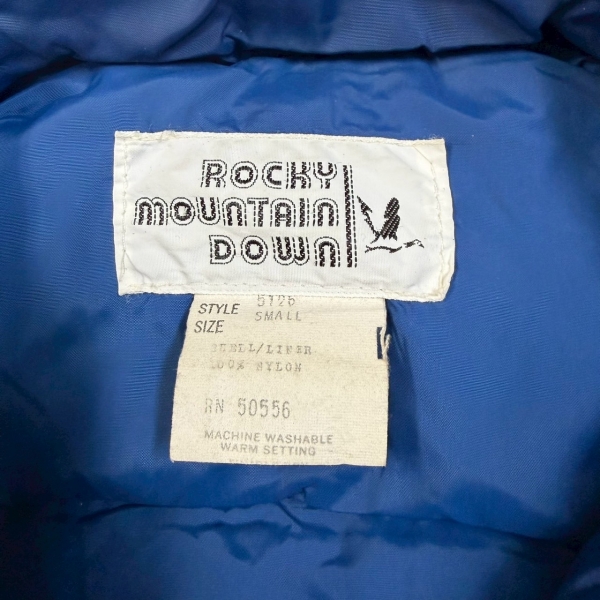 ROCKY
MOUNTAIN
DOWN
STYLE 5126
SIZE SMALL
SHELL/LINER
100% NYLON
RN 50556
MACHINE WASHABLE
WARM SETTING